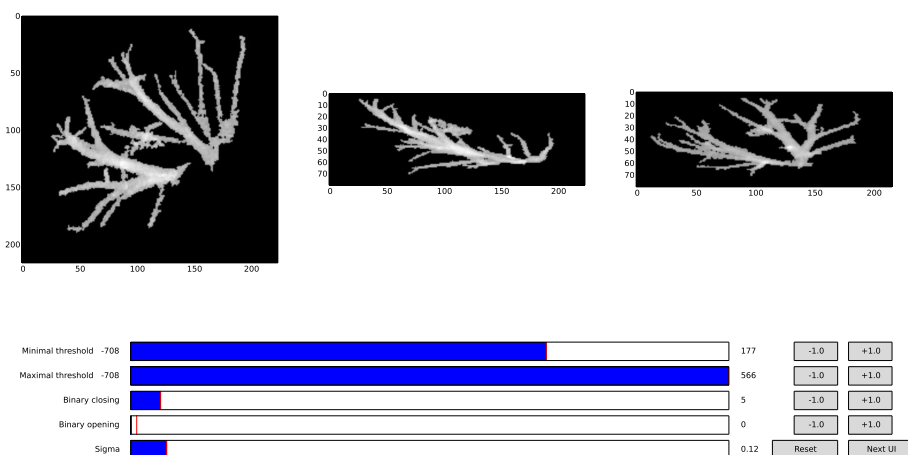 0
50
100
150
200
0 50 100 150 200
0
10
20
30
40
50
60
70
0 50 100 150 200
0
10
20
30
40
50
60
70
0 50 100 150 200
Minimal threshold -708 177 -1.0 +1.0
Maximal threshold -708 566 -1.0 +1.0
Binary closing 5 -1.0 +1.0
Binary opening 0 -1.0 +1.0
Sigma 0.12 Reset Next UI